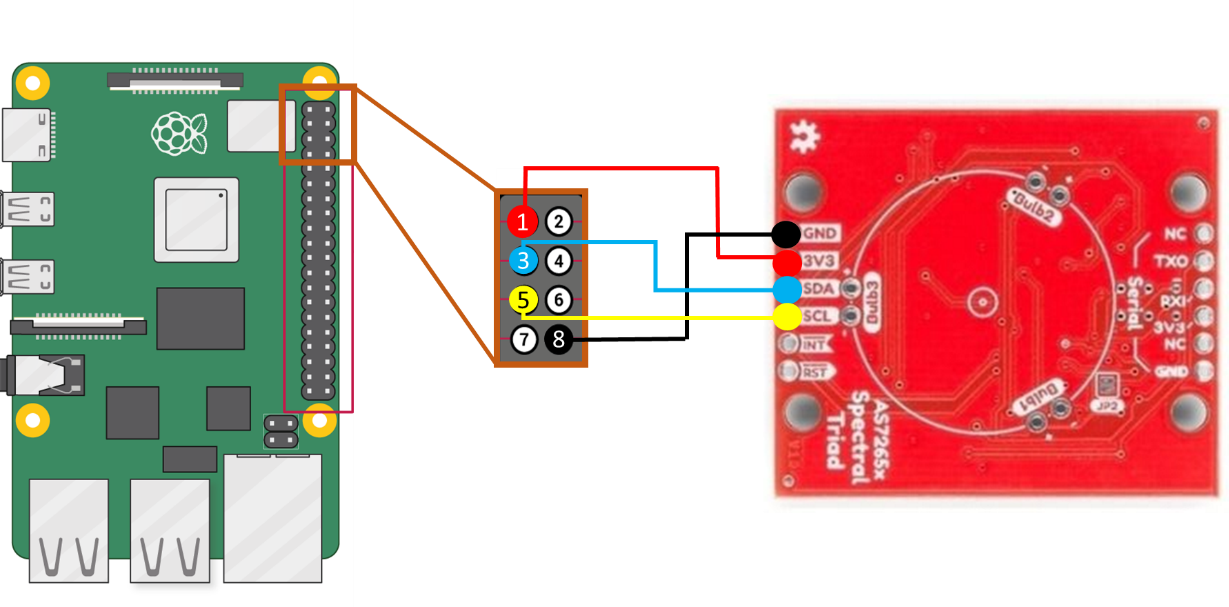 1 2
3 4
5 6
7 8
GND
3V3
SDA
SCL
INT
RST
Bulb2
Bulb3
Bulb1
AS7265x
Spectral
Triad
Serial
NC
TXO
RXI
3V3
NC
GND
JP2